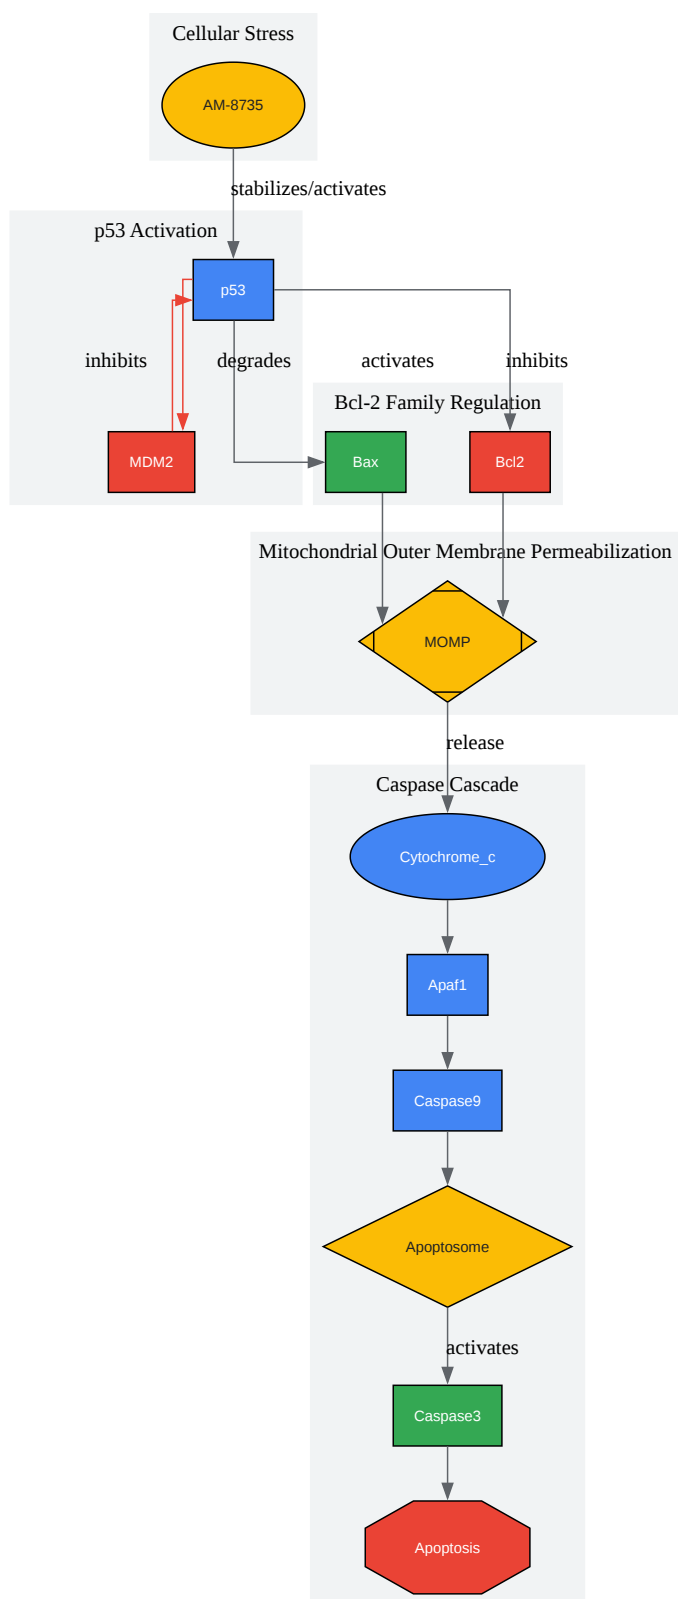 Cellular Stress
AM-8735
stabilizes/activates
p53 Activation
p53
inhibits
degrades
activates
inhibits
Bcl-2 Family Regulation
MDM2
Bax
Bcl2
Mitochondrial Outer Membrane Permeabilization
MOMP
release
Caspase Cascade
Cytochrome_c
Apaf1
Caspase9
Apoptosome
activates
Caspase3
Apoptosis